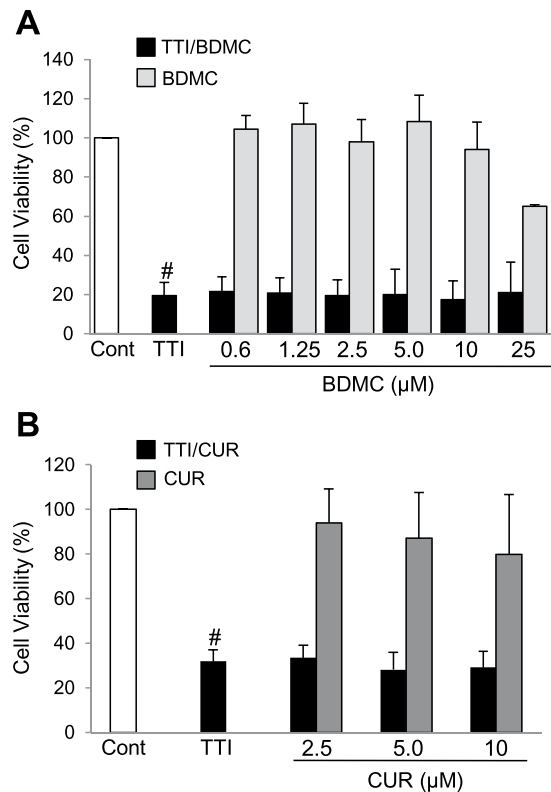 A
TTI/BDMC
BDMC
Cell Viability (%)
140
120
100
80
60
40
20
0
#
Cont TTI 0.6 1.25 2.5 5.0 10 25
BDMC (µM)
B
TTI/CUR
CUR
Cell Viability (%)
120
100
80
60
40
20
0
#
Cont TTI 2.5 5.0 10
CUR (µM)